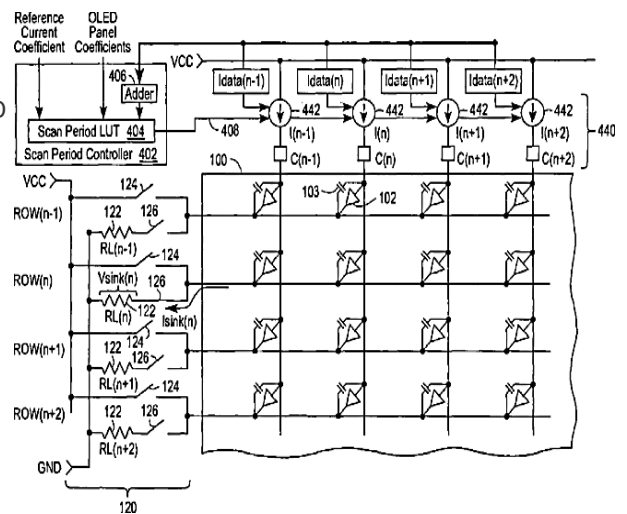 Reference Current Coefficient
OLED Panel Coefficients
406
Adder
Scan Period LUT 404
Scan Period Controller 402
408
VCC
Idata(n-1) Idata(n) Idata(n+1) Idata(n+2)
442 442 442 442
I(n-1) I(n) I(n+1) I(n+2)
440
C(n-1) C(n) C(n+1) C(n+2)
100
103
102
VCC
124
ROW(n-1)
122 126
RL(n-1)
124
ROW(n)
Vsink(n)
126
122
RL(n)
Isink(n)
124
ROW(n+1)
122
126
RL(n+1)
124
ROW(n+2)
122 126
RL(n+2)
GND
120